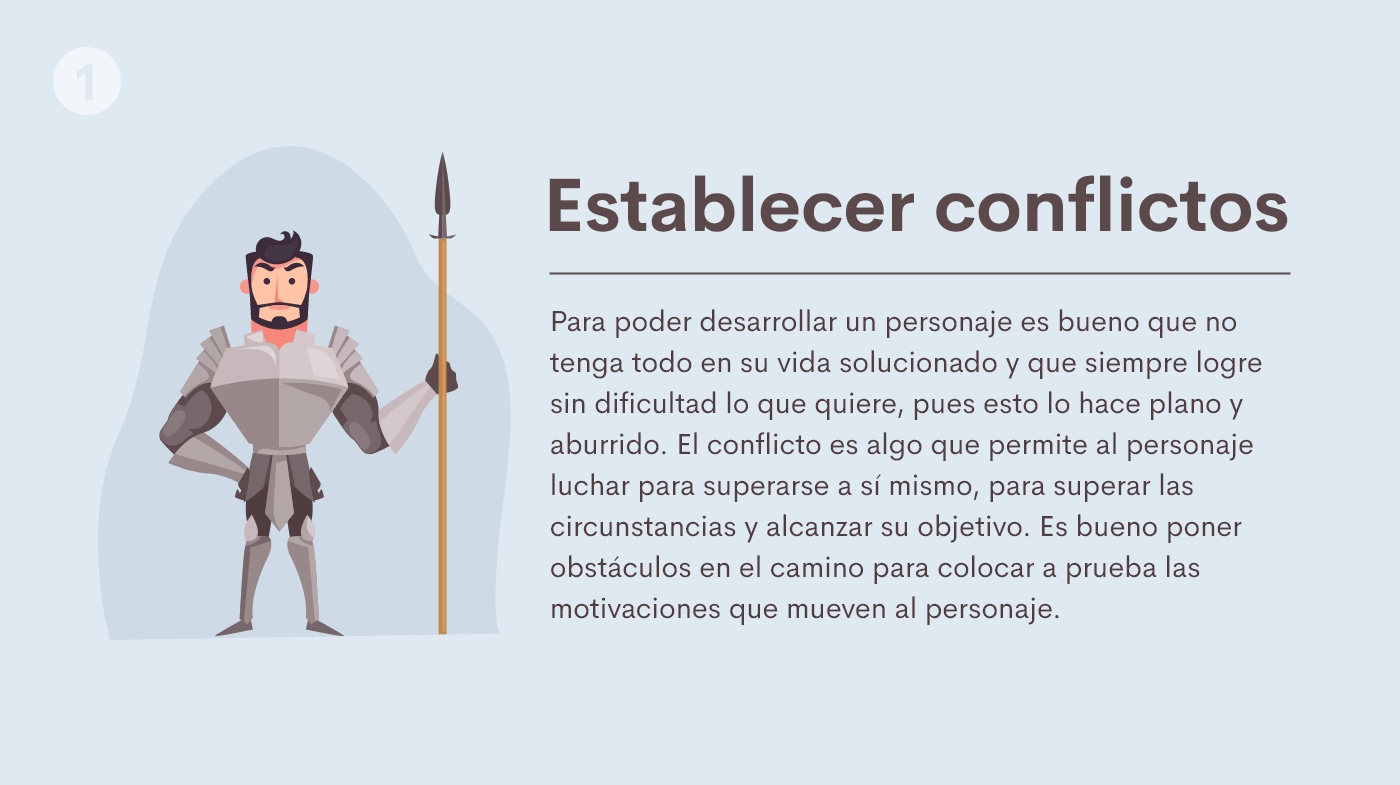 1
Establecer conflictos
Para poder desarrollar un personaje es bueno que no
tenga todo en su vida solucionado y que siempre logre
sin dificultad lo que quiere, pues esto lo hace plano y
aburrido. El conflicto es algo que permite al personaje
luchar para superarse a sí mismo, para superar las
circunstancias y alcanzar su objetivo. Es bueno poner
obstáculos en el camino para colocar a prueba las
motivaciones que mueven al personaje.